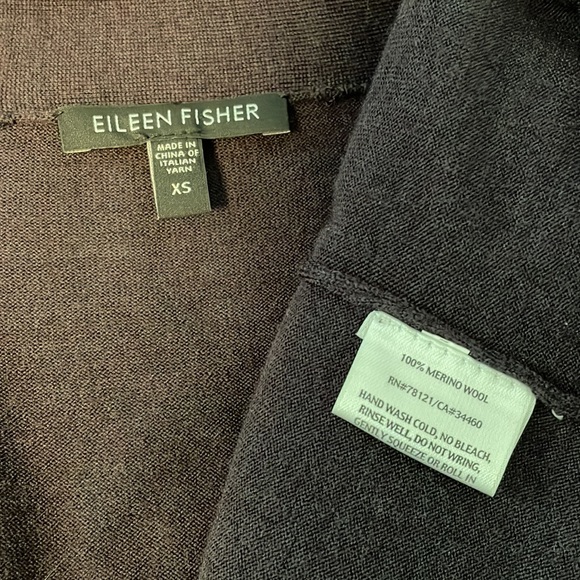 EILEEN FISHER
MADE IN
CHINA OF
ITALIAN
YARN
XS
100% MERINO WOOL
RN#78121/CA#34460
HAND WASH COLD, NO BLEACH,
RINSE WELL, DO NOT WRING,
GENTLY SQUEEZE OR ROLL IN